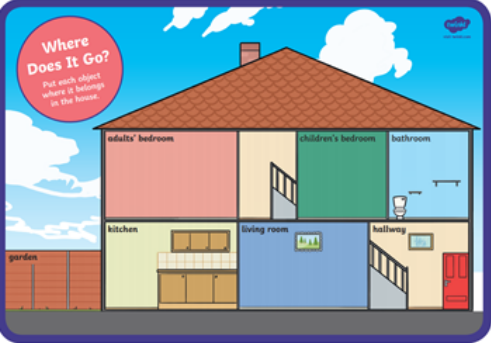 Where
Does It Go?
Put each object
where it belongs
in the house.
twinkl
adults' bedroom
children's bedroom
bathroom
kitchen
living room
hallway
garden